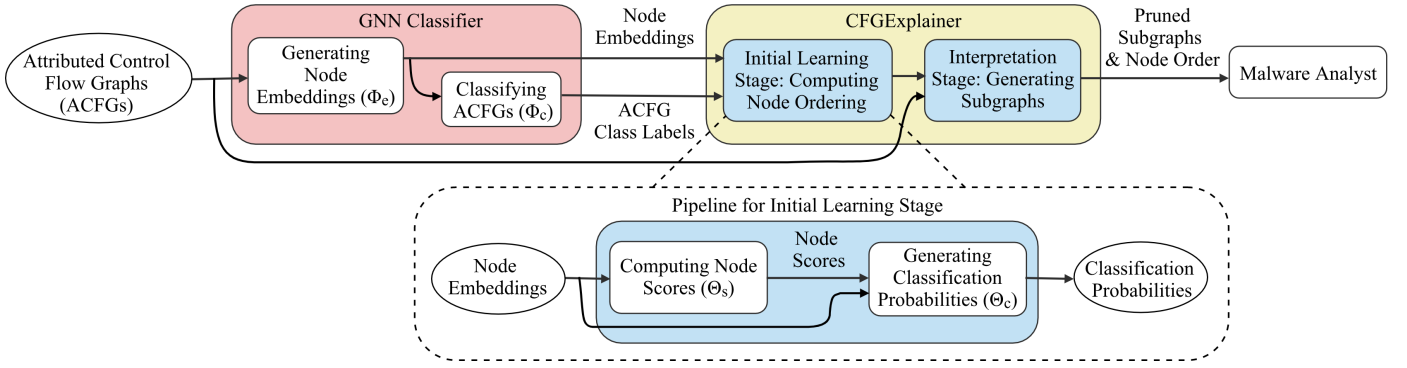 GNN Classifier
CFGExplainer
Attributed Control
Flow Graphs
(ACFGs)
Generating
Node
Embeddings (Φe)
Classifying
ACFGs (Φc)
Node
Embeddings
ACFG
Class Labels
Initial Learning
Stage: Computing
Node Ordering
Interpretation
Stage: Generating
Subgraphs
Pruned
Subgraphs
& Node Order
Malware Analyst
Pipeline for Initial Learning Stage
Node
Embeddings
Computing Node
Scores (Θs)
Node
Scores
Generating
Classification
Probabilities (Θc)
Classification
Probabilities